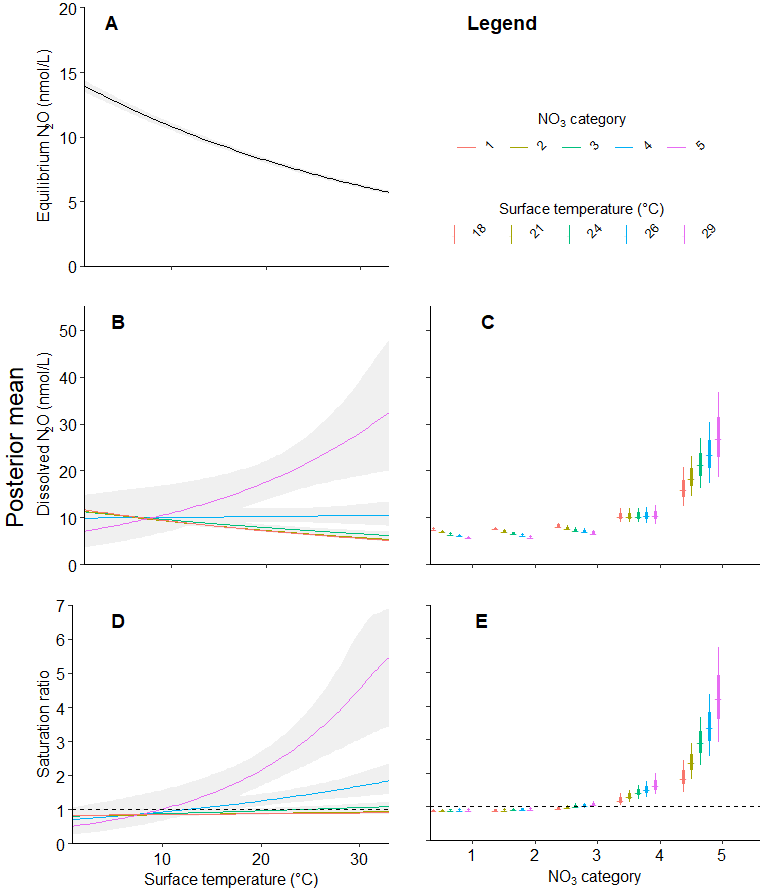 A
Legend
20
15
10
5
0
Equilibrium N2O (nmol/L)
NO3 category
1 2 3 4 5
Surface temperature (°C)
18 21 24 26 29
Posterior mean
B
C
50
40
30
20
10
0
Dissolved N2O (nmol/L)
D
E
7
6
5
4
3
2
1
0
Saturation ratio
10 20 30
1 2 3 4 5
Surface temperature (°C)
NO3 category